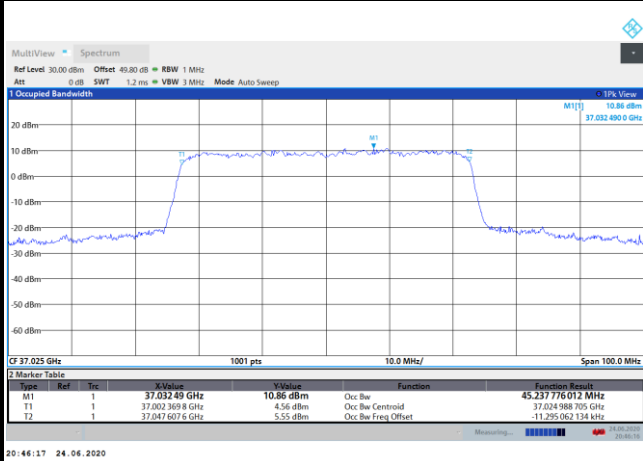 MultiView Spectrum
Ref Level 30.00 dBm Offset 49.80 dB RBW 1 MHz
Att 0 dB SWT 1.2 ms VBW 3 MHz Mode Auto Sweep
1 Occupied Bandwidth 1Pk View
M1[1] 10.86 dBm
37.032 490 0 GHz
20 dBm
M1
10 dBm
T1 T2
0 dBm
-10 dBm
-20 dBm
-30 dBm
-40 dBm
-50 dBm
-60 dBm
CF 37.025 GHz 1001 pts 10.0 MHz/ Span 100.0 MHz
2 Marker Table
Type Ref Trc X-Value Y-Value Function Function Result
M1 1 37.032 49 GHz 10.86 dBm Occ Bw 45.237 776 012 MHz
T1 1 37.002 369 8 GHz 4.56 dBm Occ Bw Centroid 37.024 988 705 GHz
T2 1 37.047 607 6 GHz 5.55 dBm Occ Bw Freq Offset -11.295 062 134 kHz
Measuring... 24.06.2020
20:46:16
20:46:17 24.06.2020